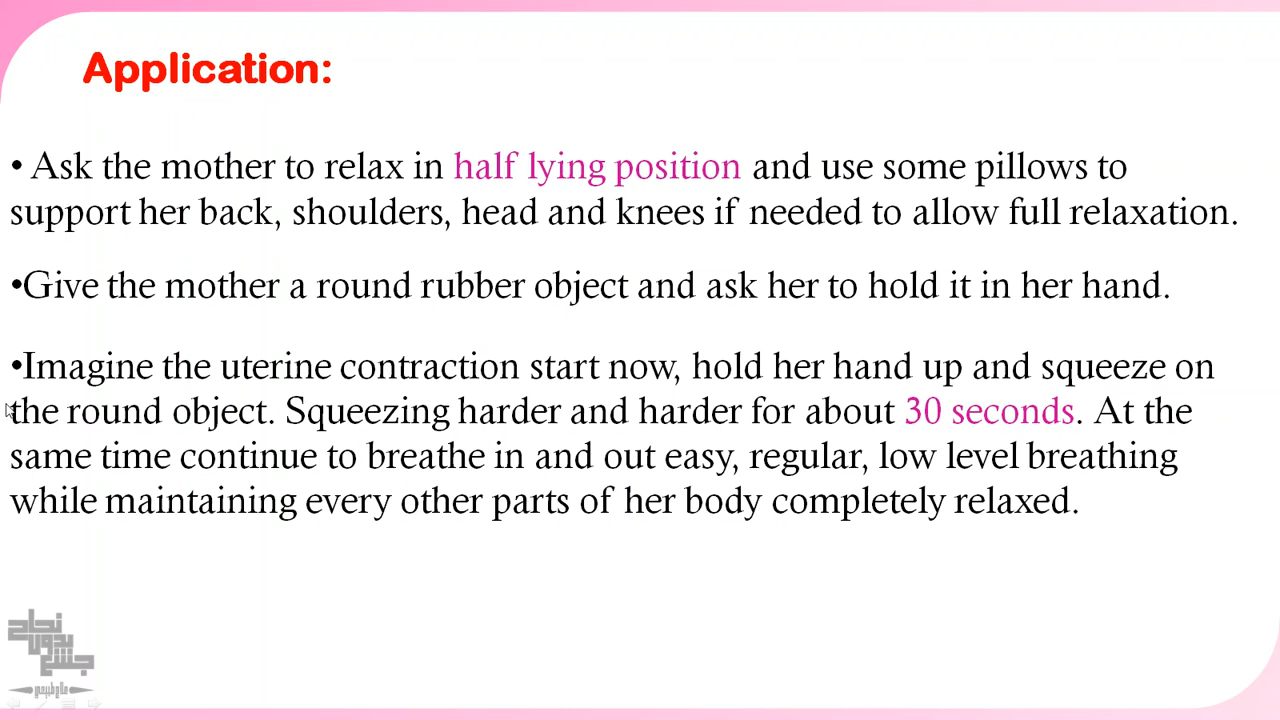 Application:
• Ask the mother to relax in half lying position and use some pillows to
support her back, shoulders, head and knees if needed to allow full relaxation.
•Give the mother a round rubber object and ask her to hold it in her hand.
•Imagine the uterine contraction start now, hold her hand up and squeeze on
the round object. Squeezing harder and harder for about 30 seconds. At the
same time continue to breathe in and out easy, regular, low level breathing
while maintaining every other parts of her body completely relaxed.
نجاح
بدون
جشع